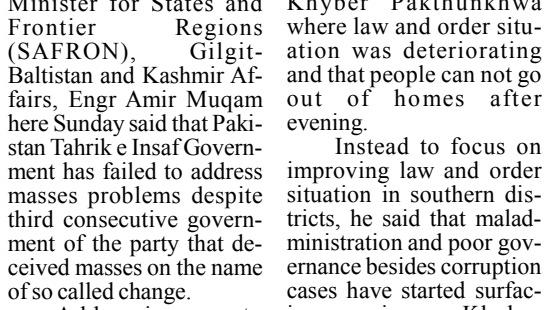 Minister for States and
Frontier Regions
(SAFRON), Gilgit-
Baltistan and Kashmir Af-
fairs, Engr Amir Muqam
here Sunday said that Paki-
stan Tahrik e Insaf Govern-
ment has failed to address
masses problems despite
third consecutive govern-
ment of the party that de-
ceived masses on the name
of so called change.
Khyber Pakthunkhwa
where law and order situ-
ation was deteriorating
and that people can not go
out of homes after
evening.
Instead to focus on
improving law and order
situation in southern dis-
tricts, he said that malad-
ministration and poor gov-
ernance besides corruption
cases have started surfac-